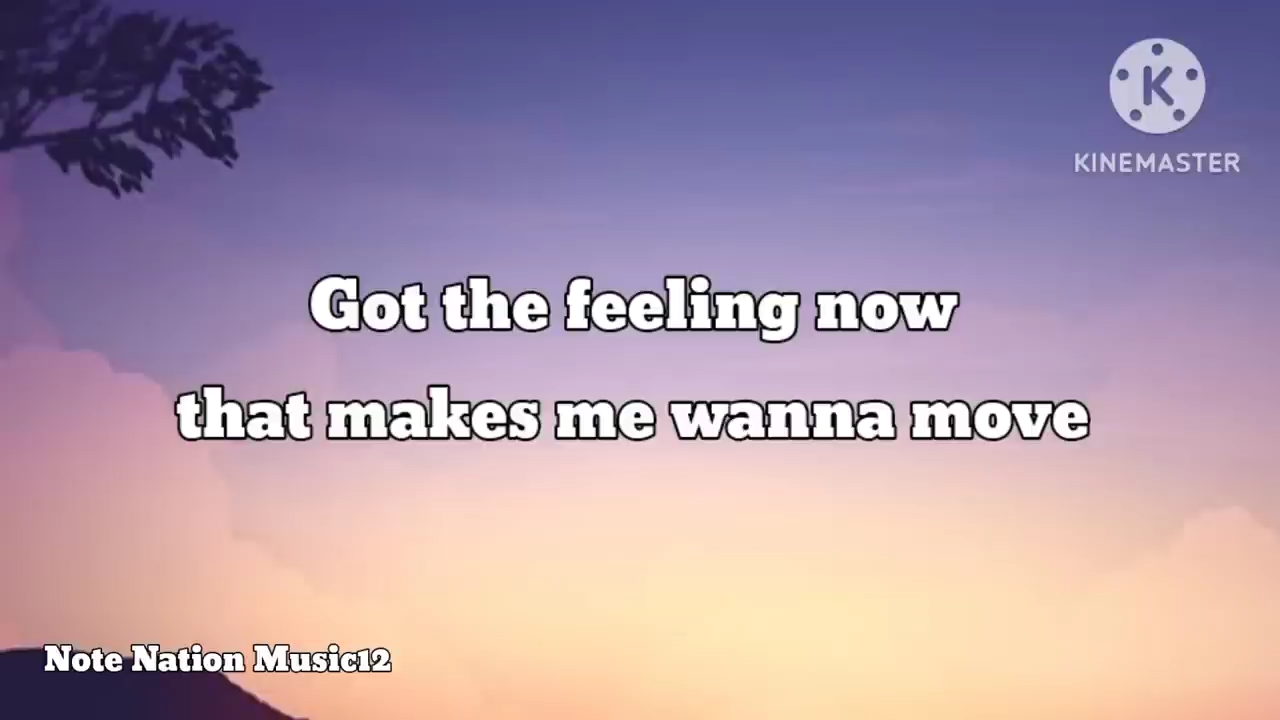 K
KINEMASTER
Got the feeling now
that makes me wanna move
Note Nation Music12